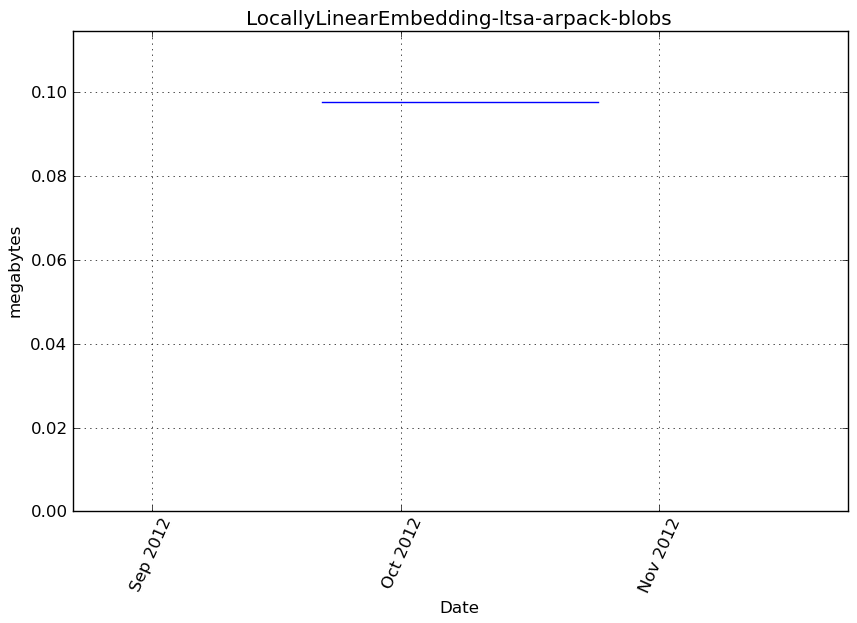 LocallyLinearEmbedding-ltsa-arpack-blobs
0.10
0.08
0.06
0.04
0.02
0.00
megabytes
Sep 2012
Oct 2012
Nov 2012
Date